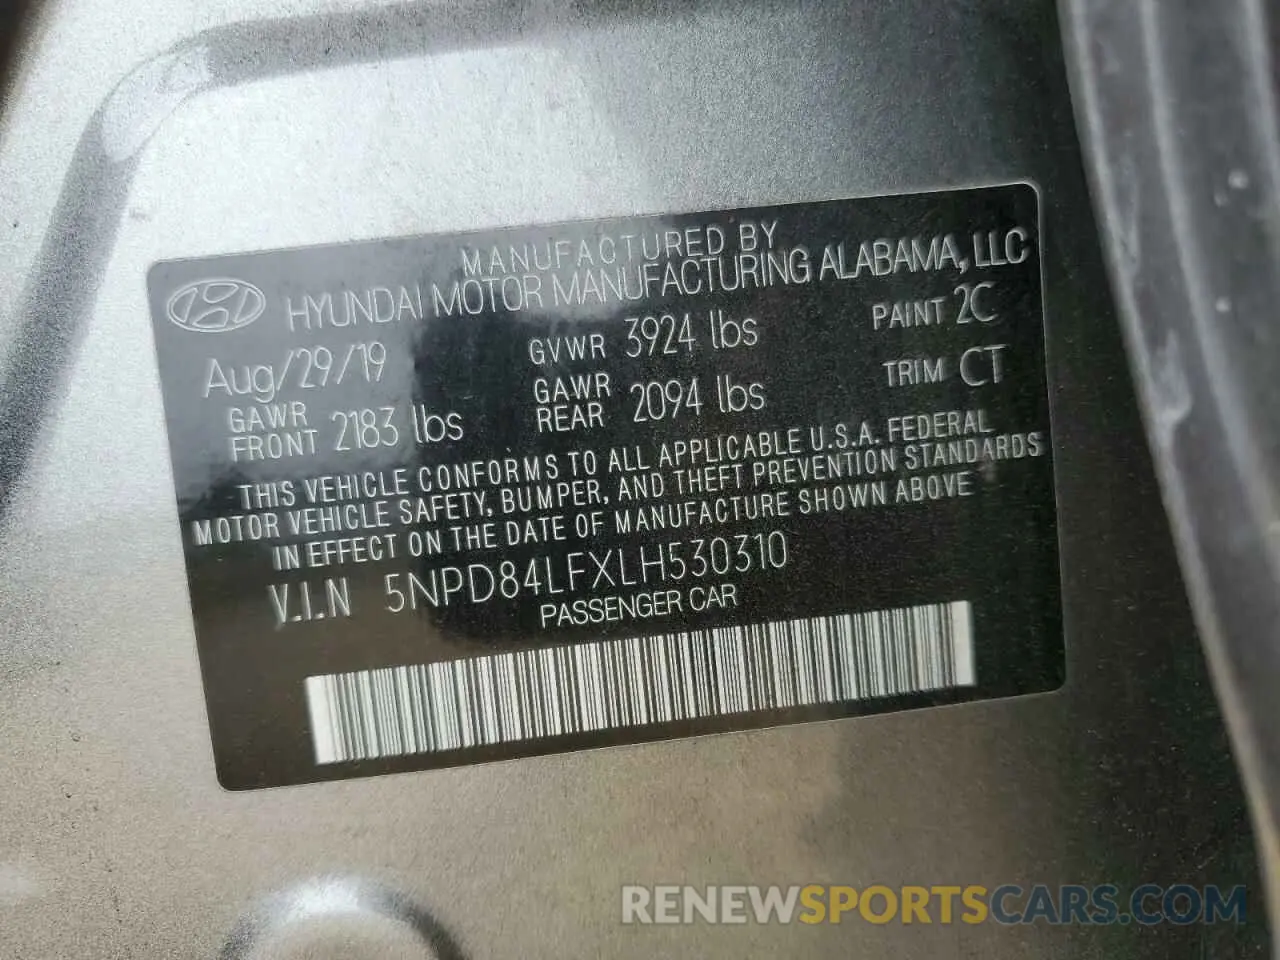 MANUFACTURED BY
HYUNDAI MOTOR MANUFACTURING ALABAMA, LLC
Aug/29/19 GVWR 3924 lbs PAINT 2C
GAWR FRONT 2183 lbs GAWR REAR 2094 lbs TRIM CT
THIS VEHICLE CONFORMS TO ALL APPLICABLE U.S.A. FEDERAL
MOTOR VEHICLE SAFETY, BUMPER, AND THEFT PREVENTION STANDARDS
IN EFFECT ON THE DATE OF MANUFACTURE SHOWN ABOVE
V.I.N 5NPD84LFXLH530310
PASSENGER CAR
RENEWSPORTSCARS.COM